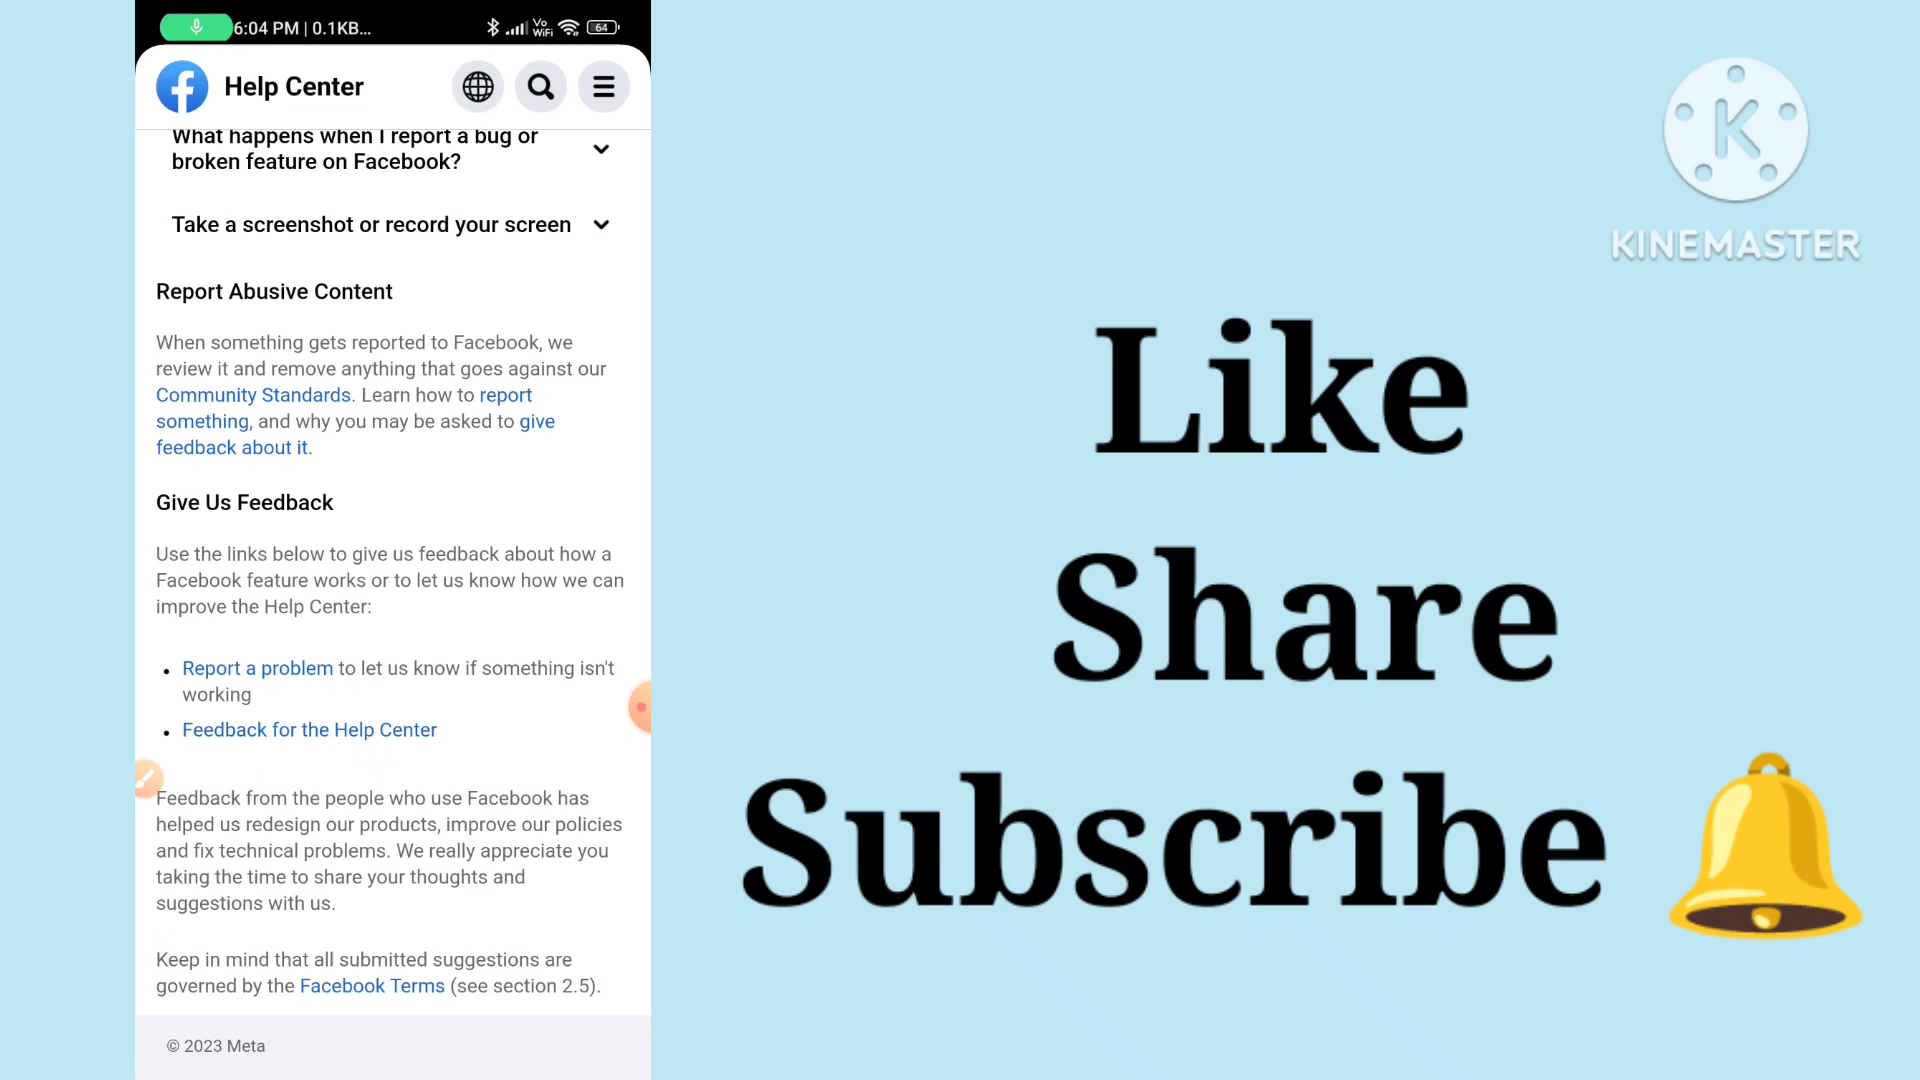 6:04 PM | 0.1KB...
Vo
WiFi
64
Help Center
What happens when I report a bug or
broken feature on Facebook?
Take a screenshot or record your screen
Report Abusive Content
When something gets reported to Facebook, we
review it and remove anything that goes against our
Community Standards. Learn how to report
something, and why you may be asked to give
feedback about it.
Give Us Feedback
Use the links below to give us feedback about how a
Facebook feature works or to let us know how we can
improve the Help Center:
• Report a problem to let us know if something isn't
working
• Feedback for the Help Center
Feedback from the people who use Facebook has
helped us redesign our products, improve our policies
and fix technical problems. We really appreciate you
taking the time to share your thoughts and
suggestions with us.
Keep in mind that all submitted suggestions are
governed by the Facebook Terms (see section 2.5).
© 2023 Meta
K
KINEMASTER
Like
Share
Subscribe